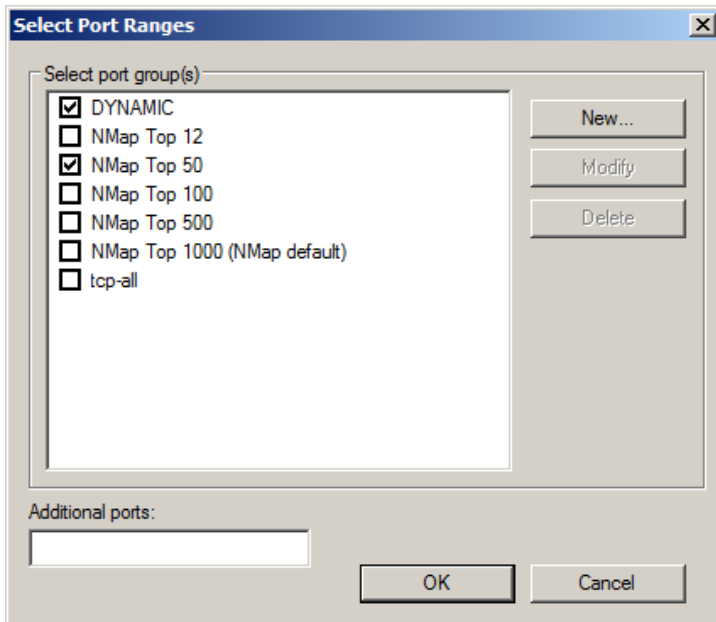 Select Port Ranges
Select port group(s)
DYNAMIC
NMap Top 12
NMap Top 50
NMap Top 100
NMap Top 500
NMap Top 1000 (NMap default)
tcp-all
New...
Modify
Delete
Additional ports:
OK
Cancel